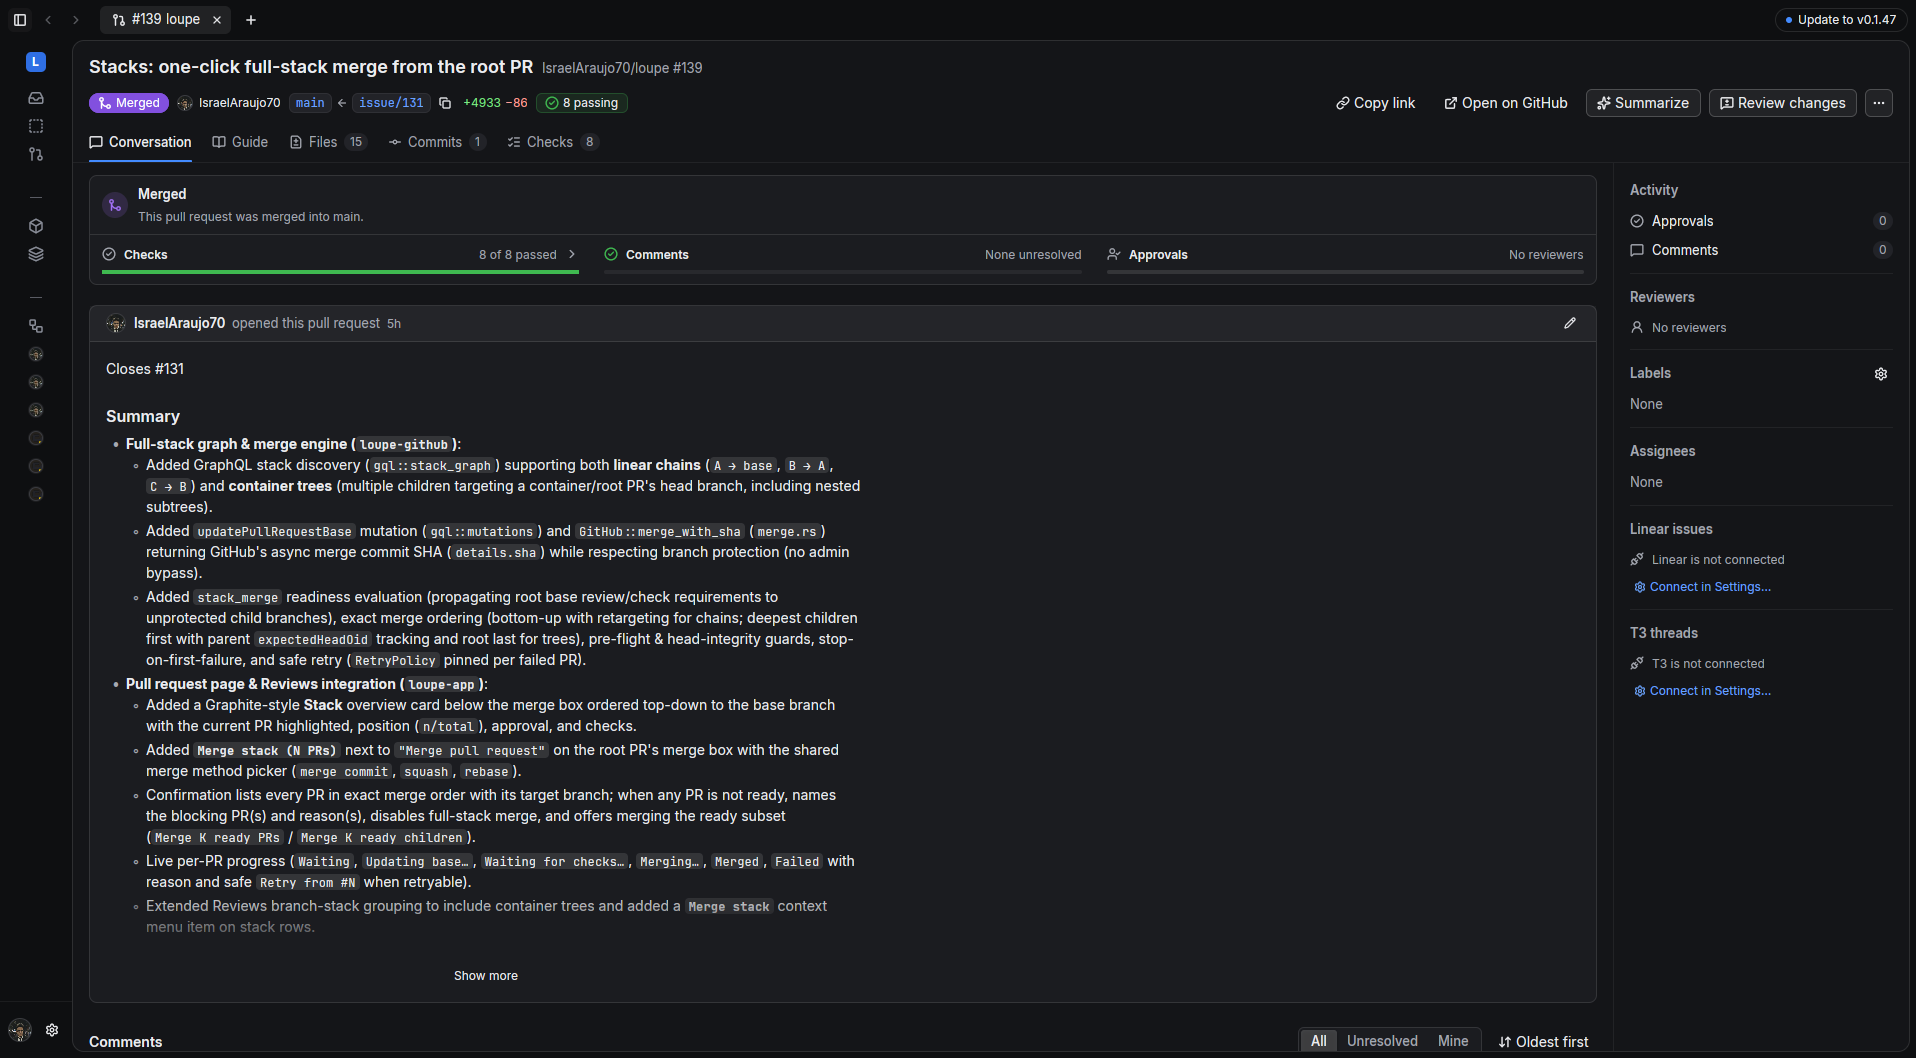 #139 loupe
Update to v0.1.47
L
Stacks: one-click full-stack merge from the root PR IsraelAraujo70/loupe #139
Merged IsraelAraujo70 main ← issue/131 +4933 −86 8 passing
Copy link Open on GitHub Summarize Review changes
Conversation Guide Files 15 Commits 1 Checks 8
Merged
This pull request was merged into main.
Checks 8 of 8 passed
Comments None unresolved
Approvals No reviewers
IsraelAraujo70 opened this pull request 5h
Closes #131
Summary
• Full-stack graph & merge engine (loupe-github):
◦ Added GraphQL stack discovery (gql::stack_graph) supporting both linear chains (A → base, B → A,
C → B) and container trees (multiple children targeting a container/root PR's head branch, including nested
subtrees).
◦ Added updatePullRequestBase mutation (gql::mutations) and GitHub::merge_with_sha (merge.rs)
returning GitHub's async merge commit SHA (details.sha) while respecting branch protection (no admin
bypass).
◦ Added stack_merge readiness evaluation (propagating root base review/check requirements to
unprotected child branches), exact merge ordering (bottom-up with retargeting for chains; deepest children
first with parent expectedHeadOid tracking and root last for trees), pre-flight & head-integrity guards, stop-
on-first-failure, and safe retry (RetryPolicy pinned per failed PR).
• Pull request page & Reviews integration (loupe-app):
◦ Added a Graphite-style Stack overview card below the merge box ordered top-down to the base branch
with the current PR highlighted, position (n/total), approval, and checks.
◦ Added Merge stack (N PRs) next to "Merge pull request" on the root PR's merge box with the shared
merge method picker (merge commit, squash, rebase).
◦ Confirmation lists every PR in exact merge order with its target branch; when any PR is not ready, names
the blocking PR(s) and reason(s), disables full-stack merge, and offers merging the ready subset
(Merge K ready PRs / Merge K ready children).
◦ Live per-PR progress (Waiting, Updating base…, Waiting for checks…, Merging…, Merged, Failed with
reason and safe Retry from #N when retryable).
◦ Extended Reviews branch-stack grouping to include container trees and added a Merge stack context
menu item on stack rows.
Show more
Comments
All Unresolved Mine Oldest first
Activity
Approvals 0
Comments 0
Reviewers
No reviewers
Labels
None
Assignees
None
Linear issues
Linear is not connected
Connect in Settings...
T3 threads
T3 is not connected
Connect in Settings...